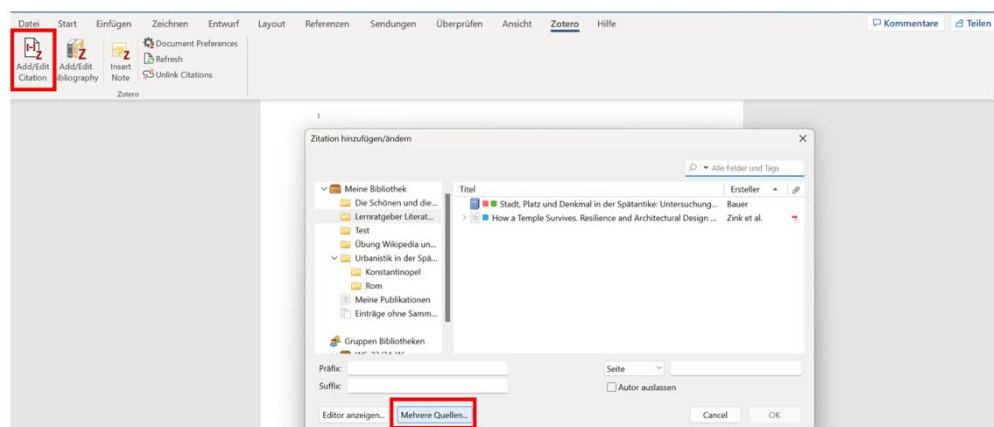 Datei Start Einfügen Zeichnen Entwurf Layout Referenzen Sendungen Überprüfen Ansicht Zotero Hilfe Kommentare Teilen
Add/Edit Citation
Add/Edit Bibliography
Insert Note
Document Preferences
Refresh
Unlink Citations
Zotero
1
Zitation hinzufügen/ändern
Alle Felder und Tags
Meine Bibliothek
Die Schönen und die...
Lernratgeber Literat...
Test
Übung Wikipedia un...
Urbanistik in der Spä...
Konstantinopel
Rom
Meine Publikationen
Einträge ohne Samm...
Gruppen Bibliotheken
Titel Ersteller
Stadt, Platz und Denkmal in der Spätantike: Untersuchung... Bauer
How a Temple Survives. Resilience and Architectural Design ... Zink et al.
Präfix:
Suffix:
Seite
Autor auslassen
Editor anzeigen... Mehrere Quellen... Cancel OK